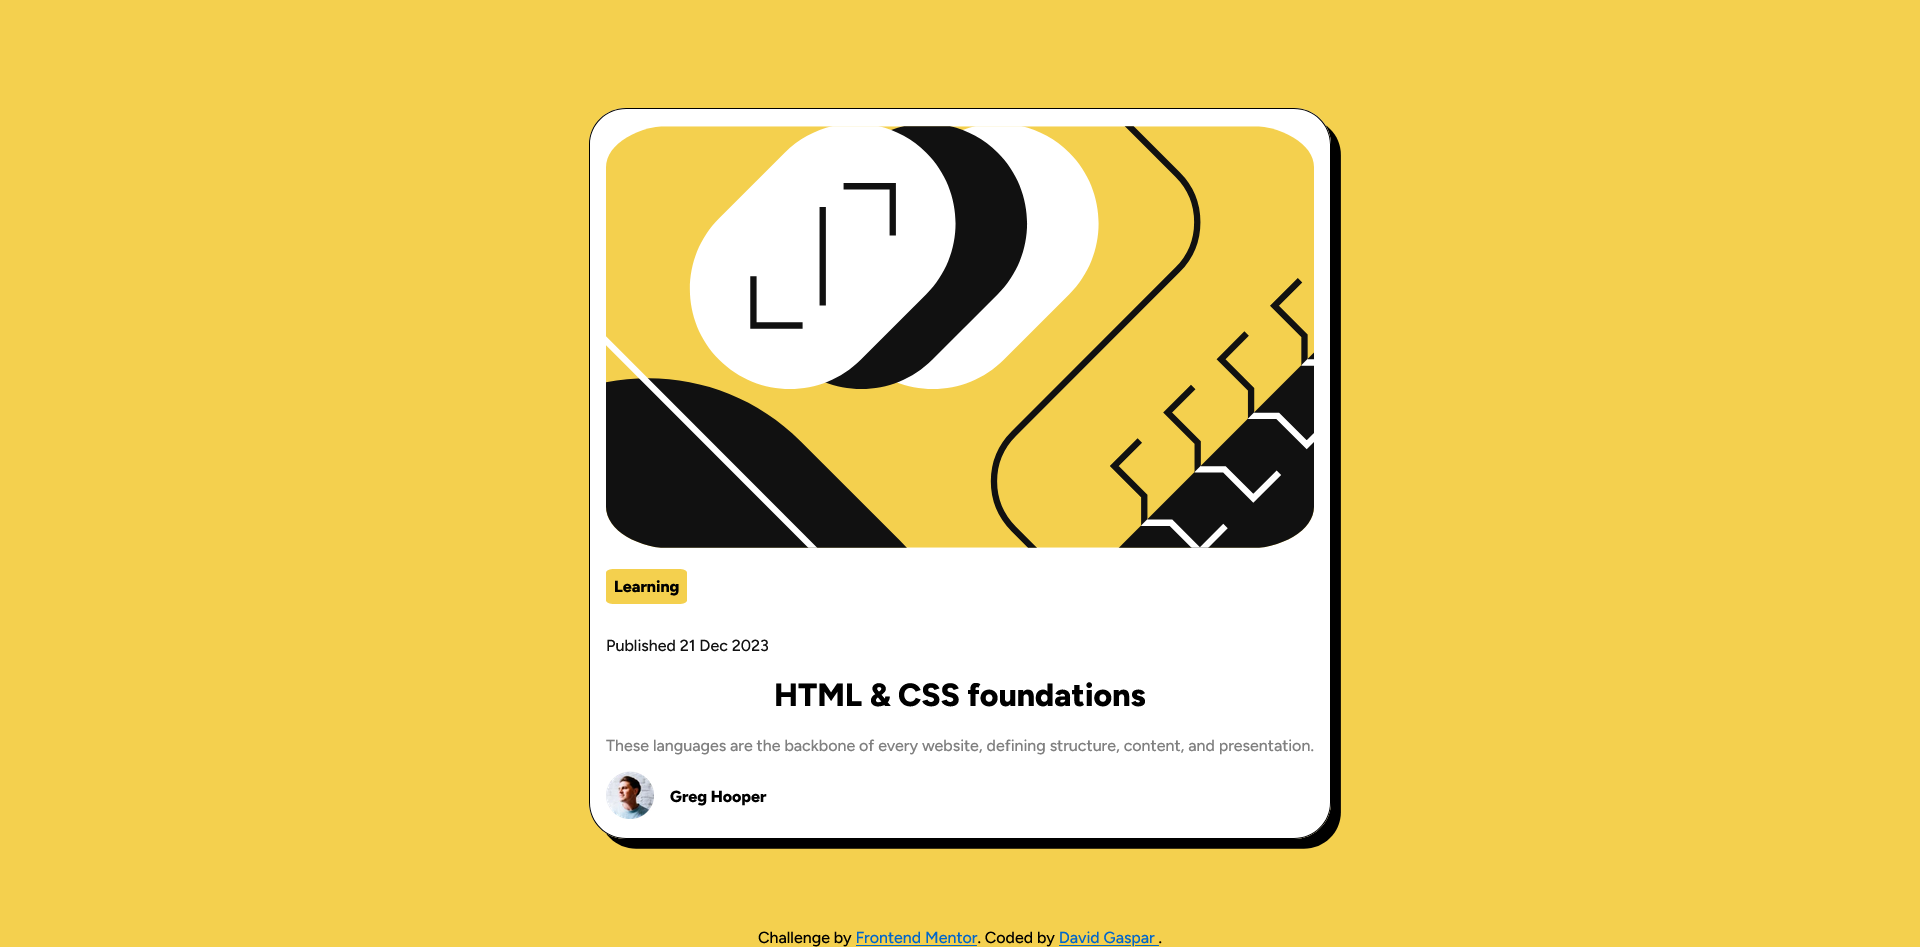 Learning
Published 21 Dec 2023
HTML & CSS foundations
These languages are the backbone of every website, defining structure, content, and presentation.
Greg Hooper
Challenge by Frontend Mentor. Coded by David Gaspar .